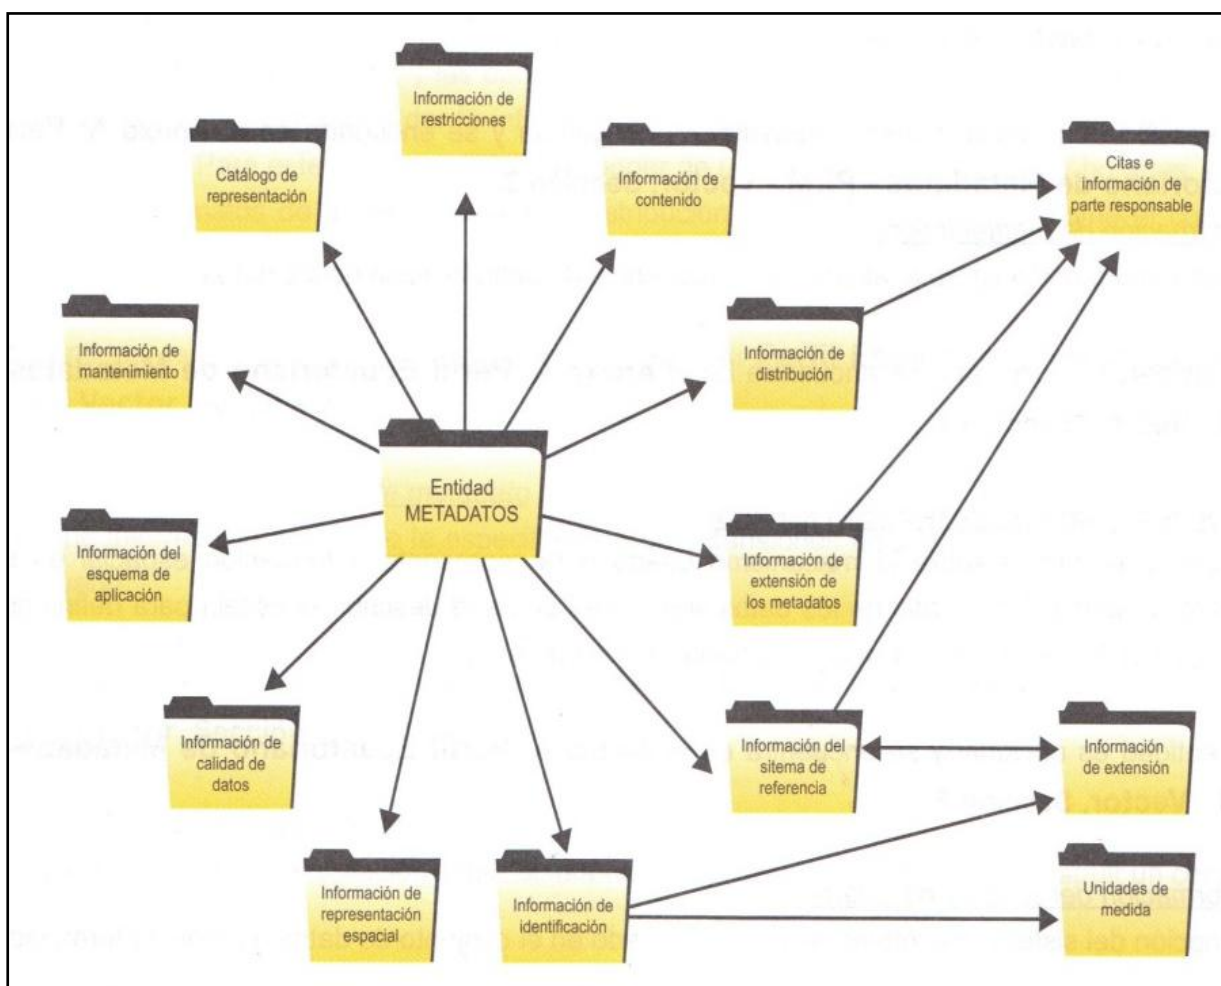 Información de
restricciones
Catálogo de
representación
Información de
contenido
Citas e
Información de
parte responsable
Información de
mantenimiento
Información de
distribución
Entidad
METADATOS
Información del
esquema de
aplicación
Información de
extensión de
los metadatos
Información de
calidad de
datos
Información del
sitema de
referencia
Información
de extensión
Información de
representación
espacial
Información de
identificación
Unidades de
medida